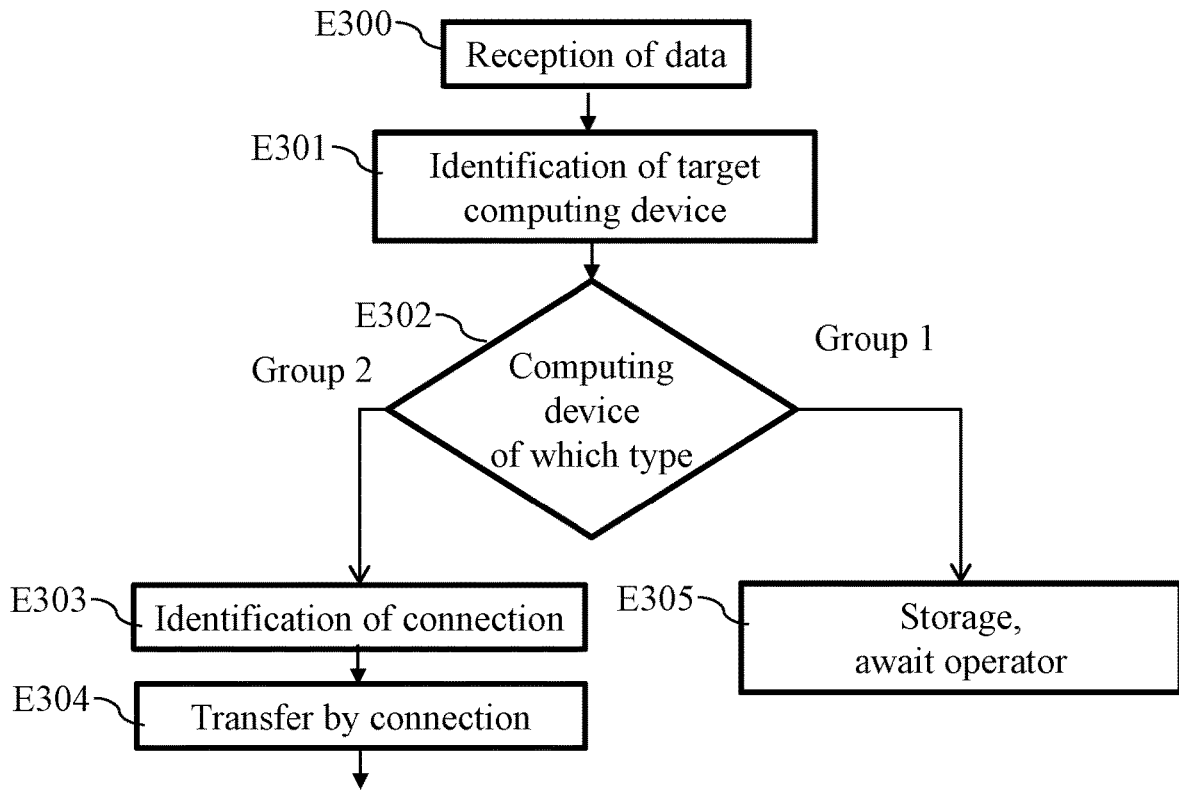 E300
Reception of data
E301
Identification of target
computing device
E302
Group 1
Group 2
Computing
device
of which type
E303
Identification of connection
E305
Storage,
await operator
E304
Transfer by connection